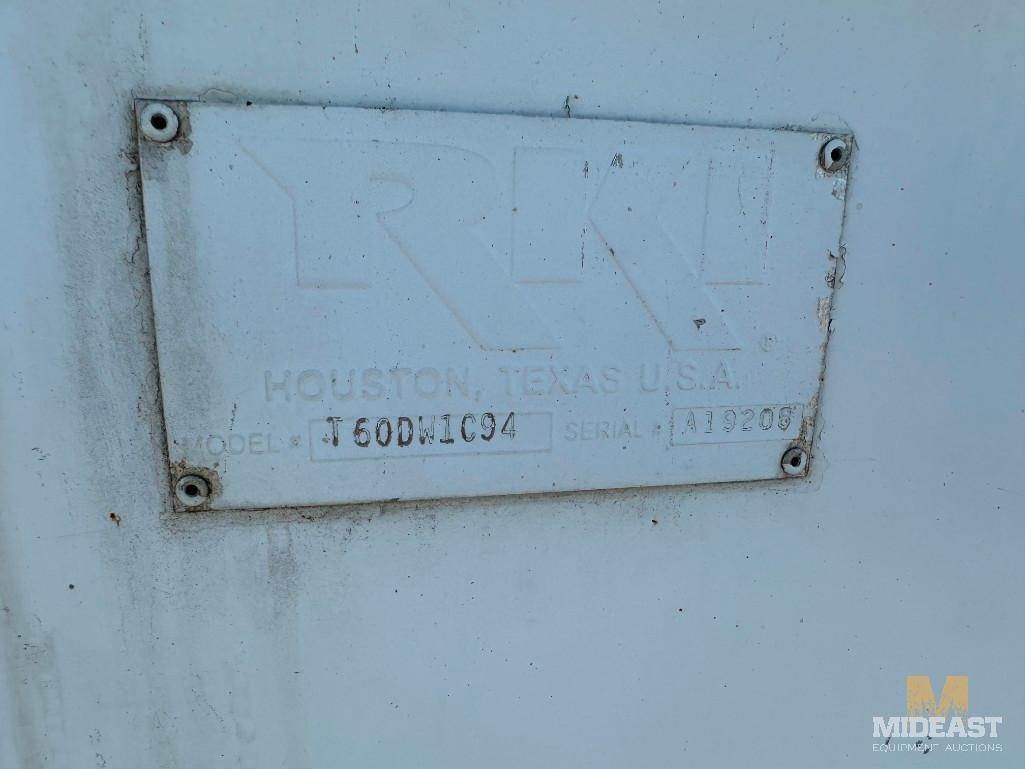 RKI ®
HOUSTON, TEXAS U.S.A.
MODEL # T60DW1C94 SERIAL # A19208
M
MIDEAST
EQUIPMENT AUCTIONS